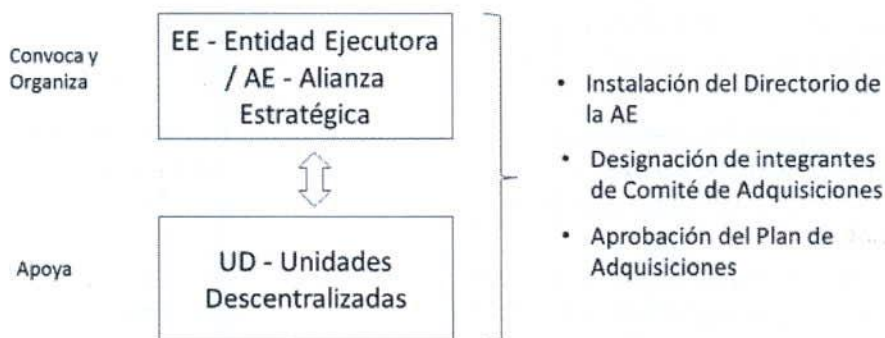 Convoca y
Organiza
EE - Entidad Ejecutora
/ AE - Alianza
Estratégica
Apoya
UD - Unidades
Descentralizadas
• Instalación del Directorio de
la AE
• Designación de integrantes
de Comité de Adquisiciones
• Aprobación del Plan de
Adquisiciones